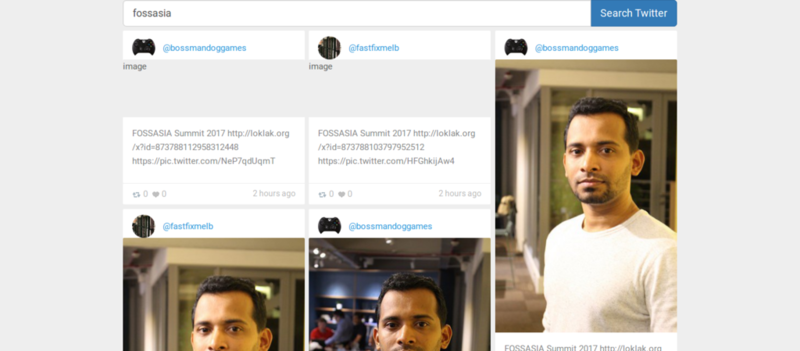 fossasia
Search Twitter
@bossmandoggames
image
FOSSASIA Summit 2017 http://loklak.org
/x?id=873788112958312448
https://pic.twitter.com/NeP7qdUqmT
0 0
2 hours ago
@fastfixmelb
image
FOSSASIA Summit 2017 http://loklak.org
/x?id=873788103797952512
https://pic.twitter.com/HFGhkijAw4
0 0
2 hours ago
@bossmandoggames
FOSSASIA Summit 2017 http://loklak.org
@fastfixmelb
@bossmandoggames